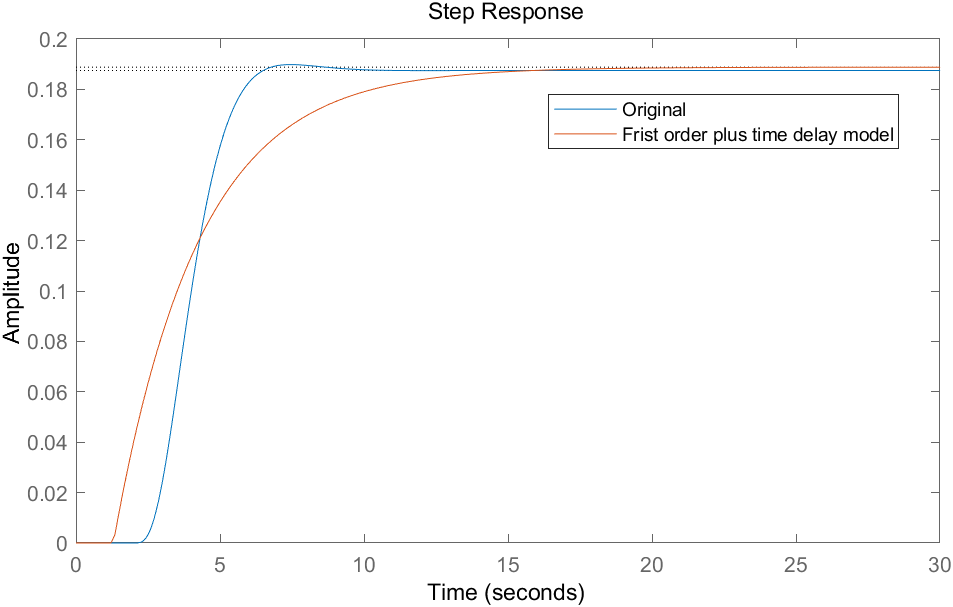 Step Response
0.2
0.18
0.16
0.14
0.12
0.1
0.08
0.06
0.04
0.02
0
Amplitude
Original
Frist order plus time delay model
0 5 10 15 20 25 30
Time (seconds)